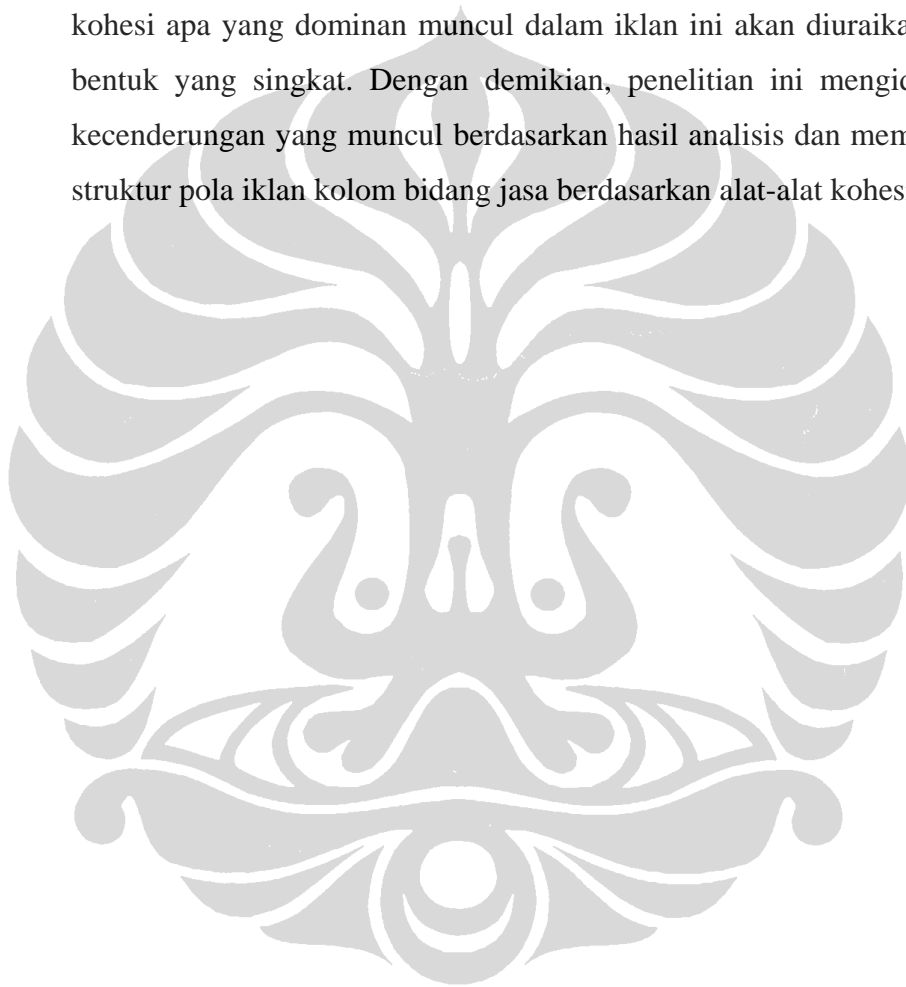 kohesi apa yang dominan muncul dalam iklan ini akan diuraika
bentuk yang singkat. Dengan demikian, penelitian ini mengid
kecenderungan yang muncul berdasarkan hasil analisis dan mem
struktur pola iklan kolom bidang jasa berdasarkan alat-alat kohes